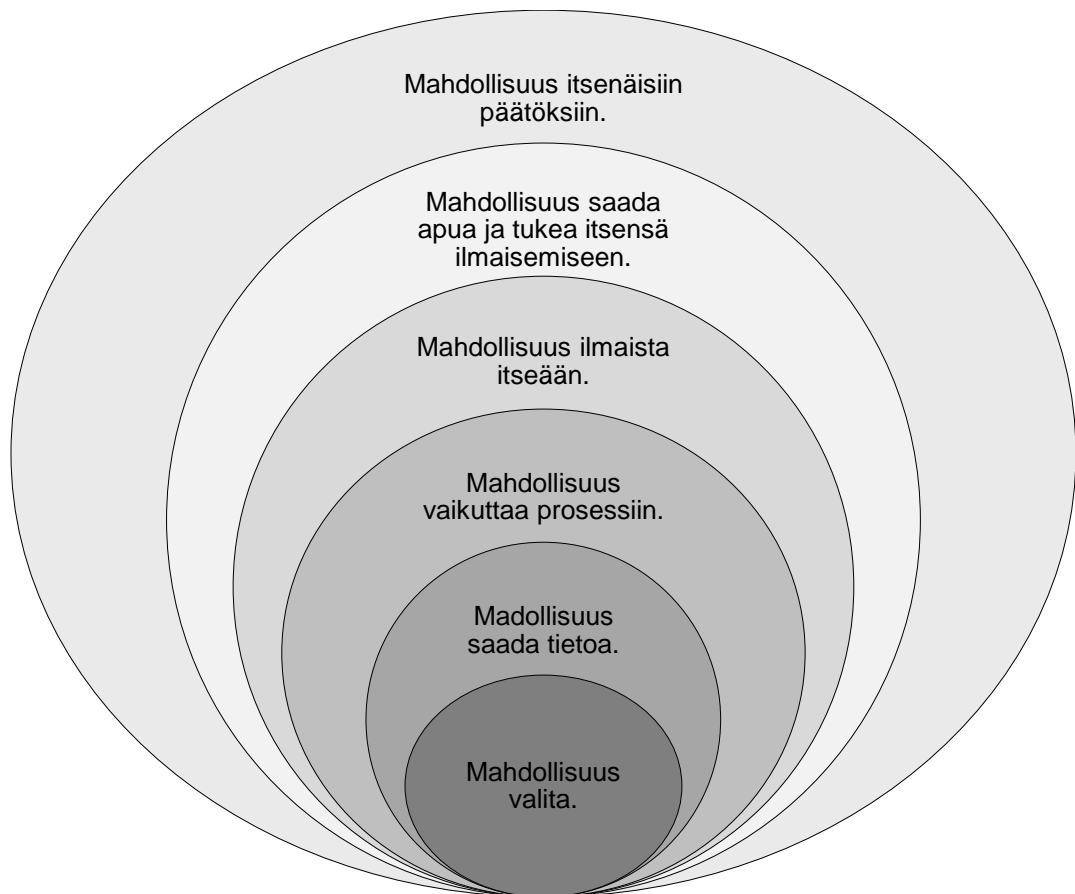 Mahdollisuus itsenäisiin
päätöksiin.
Mahdollisuus saada
apua ja tukea itsensä
ilmaisemiseen.
Mahdollisuus ilmaista
itseään.
Mahdollisuus
vaikuttaa prosessiin.
Madollisuus
saada tietoa.
Mahdollisuus
valita.